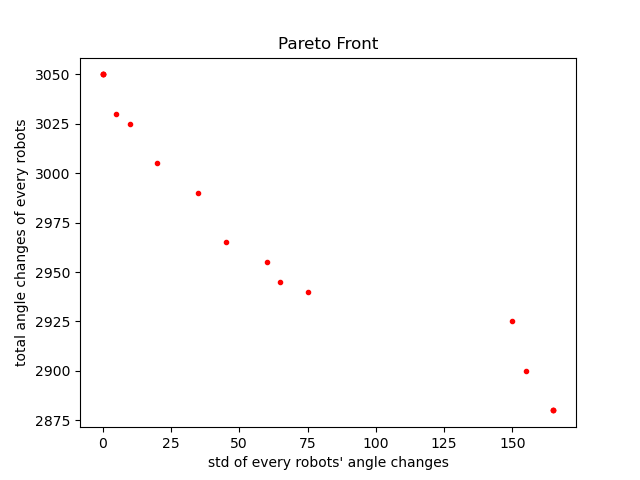 Pareto Front
total angle changes of every robots
3050
3025
3000
2975
2950
2925
2900
2875
0 25 50 75 100 125 150
std of every robots' angle changes